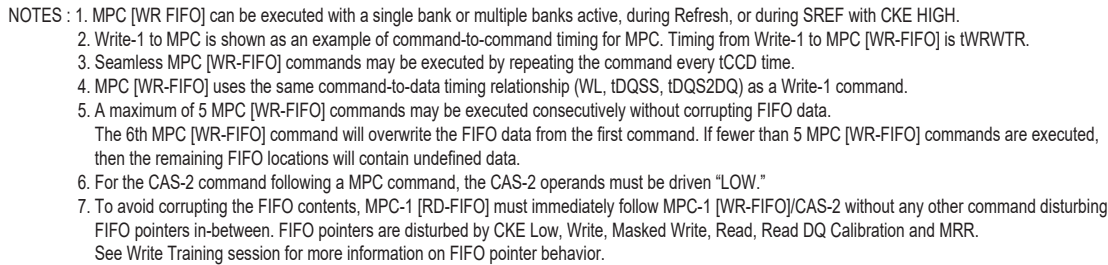 NOTES : 1. MPC [WR FIFO] can be executed with a single bank or multiple banks active, during Refresh, or during SREF with CKE HIGH.
2. Write-1 to MPC is shown as an example of command-to-command timing for MPC. Timing from Write-1 to MPC [WR-FIFO] is tWRWTR.
3. Seamless MPC [WR-FIFO] commands may be executed by repeating the command every tCCD time.
4. MPC [WR-FIFO] uses the same command-to-data timing relationship (WL, tDQSS, tDQS2DQ) as a Write-1 command.
5. A maximum of 5 MPC [WR-FIFO] commands may be executed consecutively without corrupting FIFO data.
The 6th MPC [WR-FIFO] command will overwrite the FIFO data from the first command. If fewer than 5 MPC [WR-FIFO] commands are executed,
then the remaining FIFO locations will contain undefined data.
6. For the CAS-2 command following a MPC command, the CAS-2 operands must be driven “LOW.”
7. To avoid corrupting the FIFO contents, MPC-1 [RD-FIFO] must immediately follow MPC-1 [WR-FIFO]/CAS-2 without any other command disturbing
FIFO pointers in-between. FIFO pointers are disturbed by CKE Low, Write, Masked Write, Read, Read DQ Calibration and MRR.
See Write Training session for more information on FIFO pointer behavior.